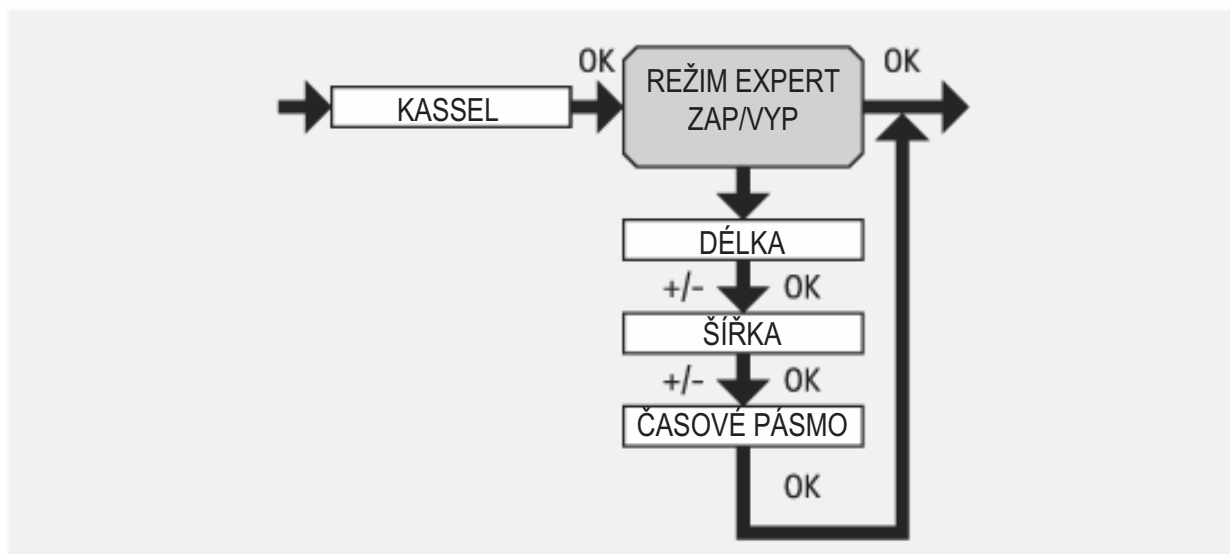 OK
REŽIM EXPERT
ZAP/VYP
OK
KASSEL
DÉLKA
+/- OK
ŠÍŘKA
+/- OK
ČASOVÉ PÁSMO
OK